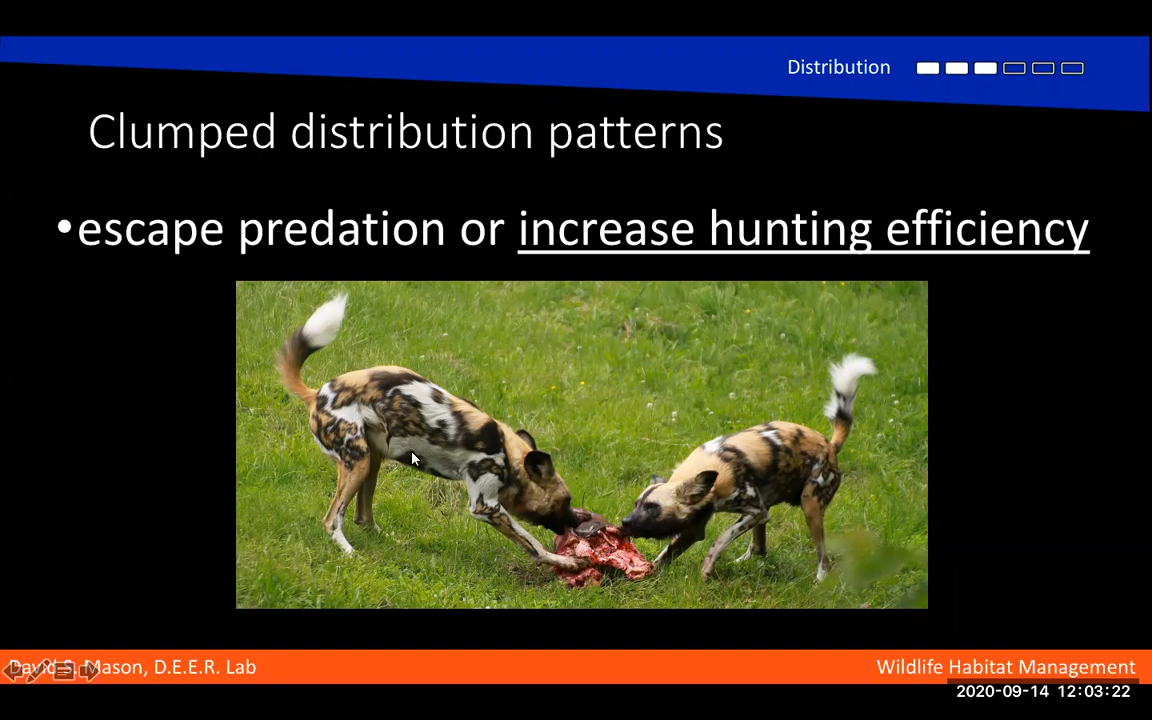 Distribution
Clumped distribution patterns
•escape predation or increase hunting efficiency
David S. Mason, D.E.E.R. Lab
Wildlife Habitat Management
2020-09-14 12:03:22